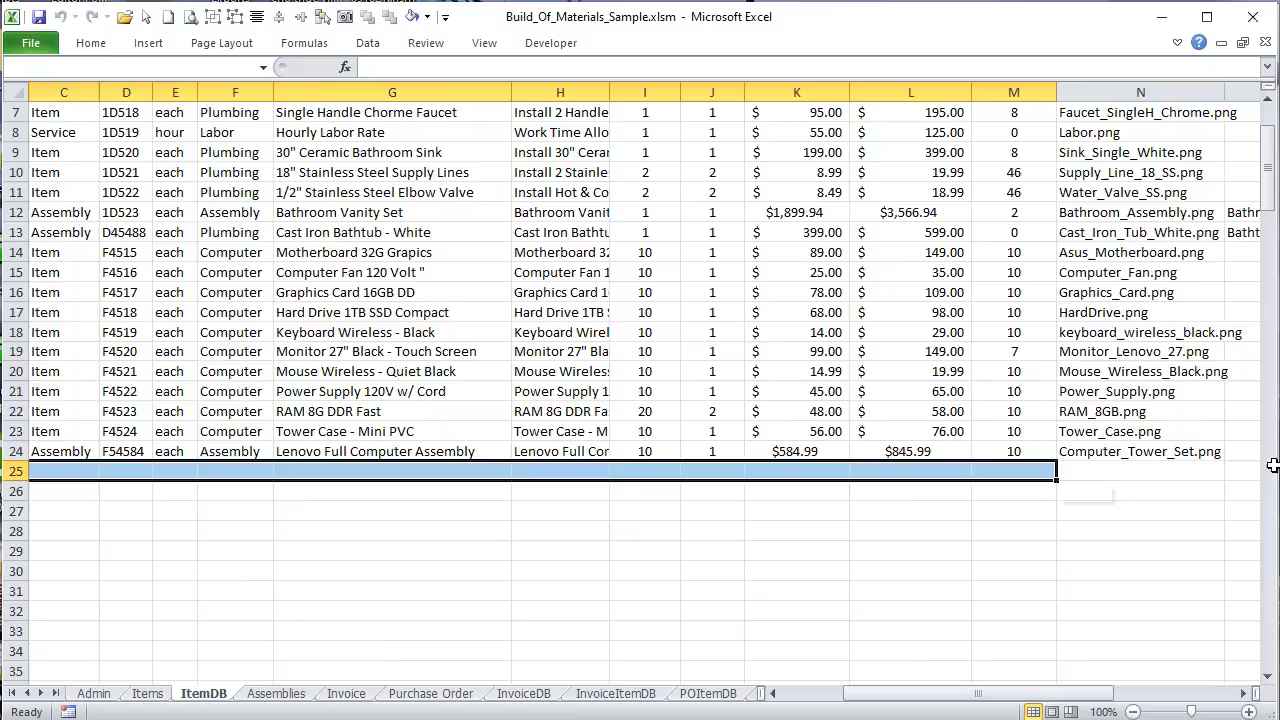 Build_Of_Materials_Sample.xlsm - Microsoft Excel
File Home Insert Page Layout Formulas Data Review View Developer
fx
C D E F G H I J K L M N
7 Item 1D518 each Plumbing Single Handle Chorme Faucet Install 2 Handle 1 1 $ 95.00 $ 195.00 8 Faucet_SingleH_Chrome.png
8 Service 1D519 hour Labor Hourly Labor Rate Work Time Allo 1 1 $ 55.00 $ 125.00 0 Labor.png
9 Item 1D520 each Plumbing 30" Ceramic Bathroom Sink Install 30" Cerar 1 1 $ 199.00 $ 399.00 8 Sink_Single_White.png
10 Item 1D521 each Plumbing 18" Stainless Steel Supply Lines Install 2 Stainle 2 2 $ 8.99 $ 19.99 46 Supply_Line_18_SS.png
11 Item 1D522 each Plumbing 1/2" Stainless Steel Elbow Valve Install Hot & Co 2 2 $ 8.49 $ 18.99 46 Water_Valve_SS.png
12 Assembly 1D523 each Assembly Bathroom Vanity Set Bathroom Vanit 1 1 $1,899.94 $3,566.94 2 Bathroom_Assembly.png Bathr
13 Assembly D45488 each Computer Cast Iron Bathtub - White Cast Iron Bathtu 1 1 $ 399.00 $ 599.00 0 Cast_Iron_Tub_White.png Batht
14 Item F4515 each Computer Motherboard 32G Grapics Motherboard 32 10 1 $ 89.00 $ 149.00 10 Asus_Motherboard.png
15 Item F4516 each Computer Computer Fan 120 Volt " Computer Fan 1 10 1 $ 25.00 $ 35.00 10 Computer_Fan.png
16 Item F4517 each Computer Graphics Card 16GB DD Graphics Card 1 10 1 $ 78.00 $ 109.00 10 Graphics_Card.png
17 Item F4518 each Computer Hard Drive 1TB SSD Compact Hard Drive 1TB S 10 1 $ 68.00 $ 98.00 10 HardDrive.png
18 Item F4519 each Computer Keyboard Wireless - Black Keyboard Wirel 10 1 $ 14.00 $ 29.00 10 keyboard_wireless_black.png
19 Item F4520 each Computer Monitor 27" Black - Touch Screen Monitor 27" Bla 10 1 $ 99.00 $ 149.00 7 Monitor_Lenovo_27.png
20 Item F4521 each Computer Mouse Wireless - Quiet Black Mouse Wireless 10 1 $ 14.99 $ 19.99 10 Mouse_Wireless_Black.png
21 Item F4522 each Computer Power Supply 120V w/ Cord Power Supply 1 10 1 $ 45.00 $ 65.00 10 Power_Supply.png
22 Item F4523 each Computer RAM 8G DDR Fast RAM 8G DDR Fa 20 2 $ 48.00 $ 58.00 10 RAM_8GB.png
23 Item F4524 each Computer Tower Case - Mini PVC Tower Case - M 10 1 $ 56.00 $ 76.00 10 Tower_Case.png
24 Assembly F54584 each Assembly Lenovo Full Computer Assembly Lenovo Full Cor 10 1 $584.99 $845.99 10 Computer_Tower_Set.png
25
26
27
28
29
30
31
32
33
34
35
Admin Items ItemDB Assemblies Invoice Purchase Order InvoiceDB InvoiceItemDB POItemDB
Ready 100%